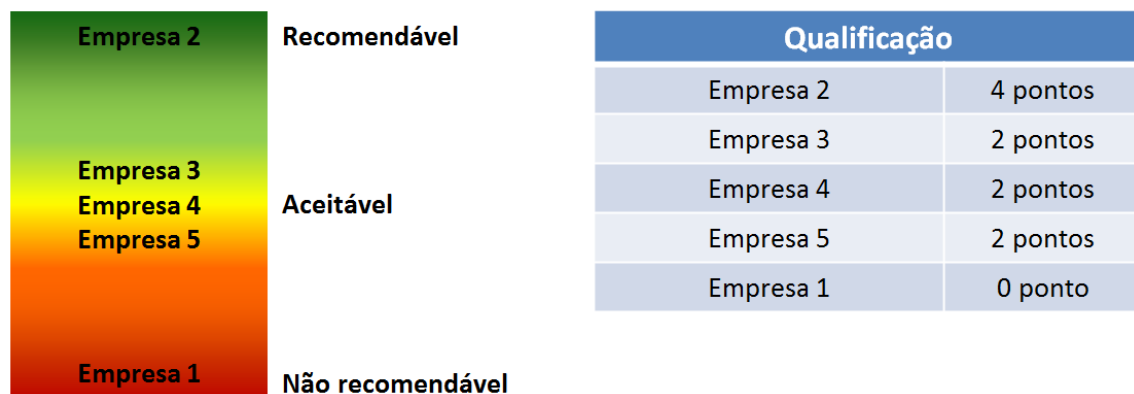 Empresa 2 Recomendável
Empresa 3
Empresa 4 Aceitável
Empresa 5
Empresa 1
Não recomendável
Qualificação
Empresa 2 4 pontos
Empresa 3 2 pontos
Empresa 4 2 pontos
Empresa 5 2 pontos
Empresa 1 0 ponto